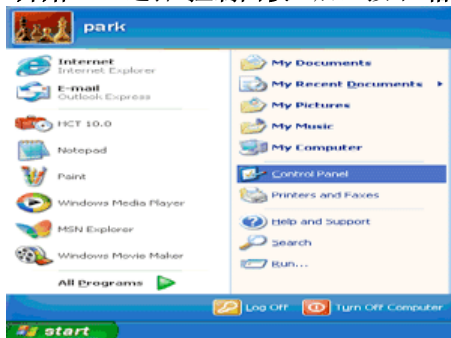 park
Internet
Internet Explorer
E-mail
Outlook Express
HCT 10.0
Notepad
Paint
Windows Media Player
MSN Explorer
Windows Movie Maker
All Programs
My Documents
My Recent Documents
My Pictures
My Music
My Computer
Control Panel
Printers and Faxes
Help and Support
Search
Run...
Log Off
Turn Off Computer
start